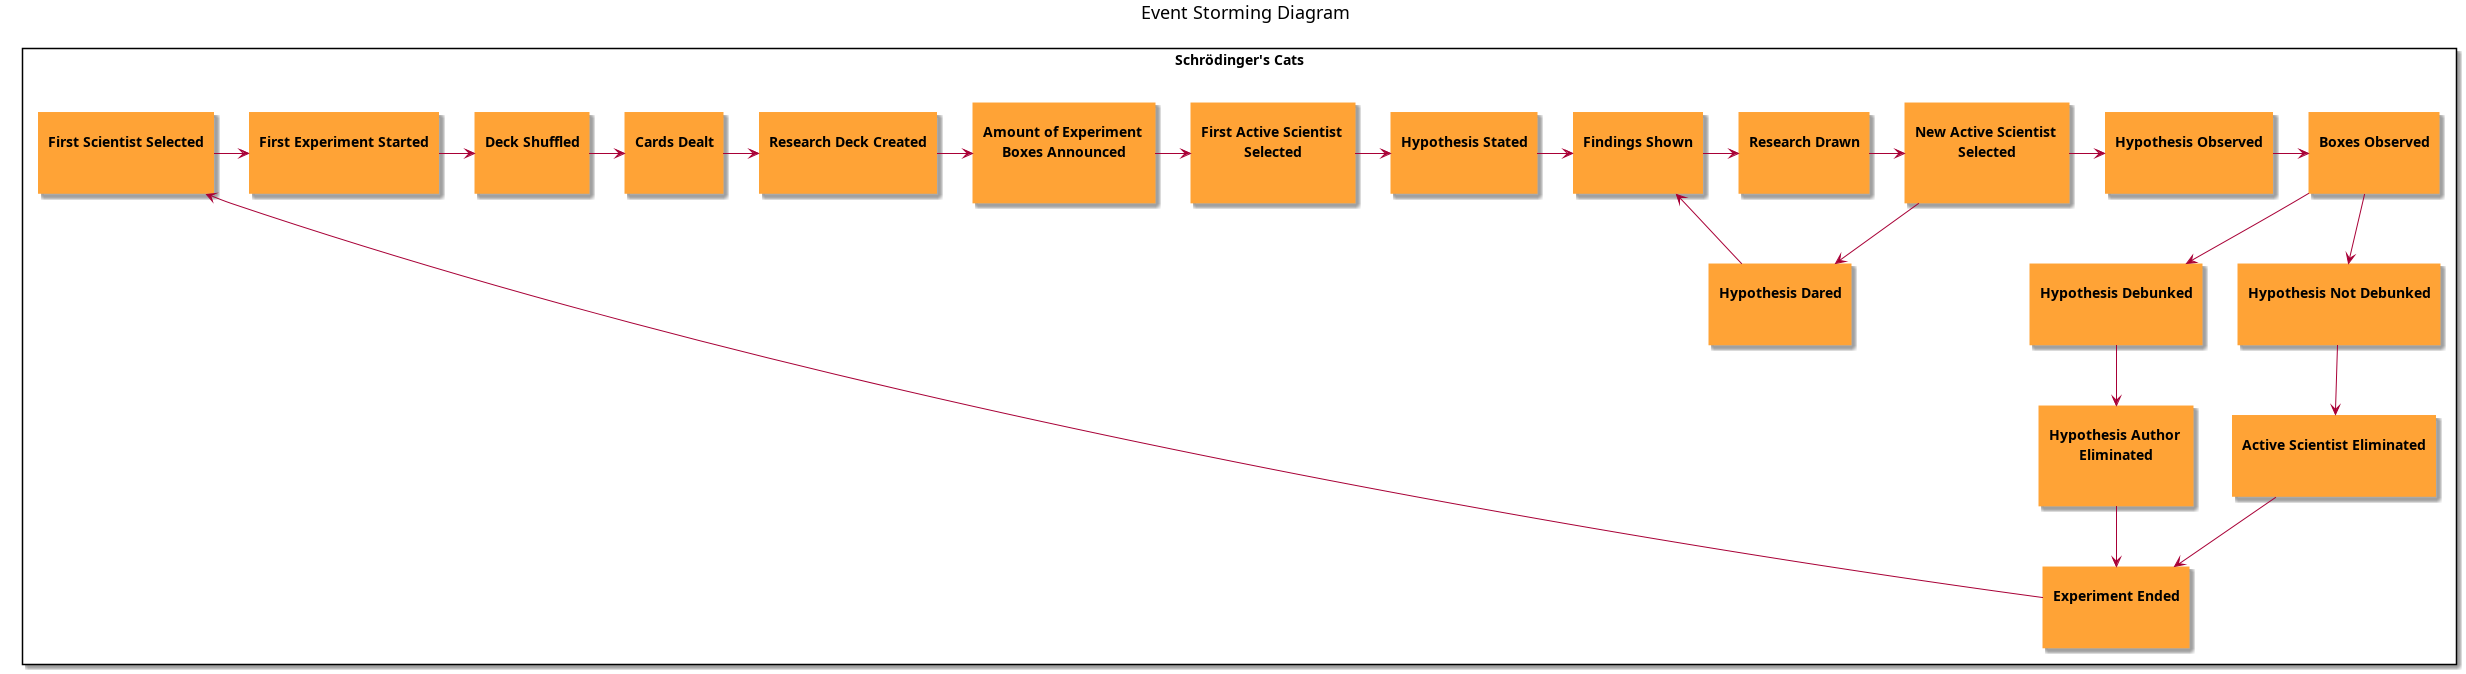 Event Storming Diagram
Schrödinger's Cats
First Scientist Selected
First Experiment Started
Deck Shuffled
Cards Dealt
Research Deck Created
Amount of Experiment
Boxes Announced
First Active Scientist
Selected
Hypothesis Stated
Findings Shown
Research Drawn
New Active Scientist
Selected
Hypothesis Observed
Boxes Observed
Hypothesis Dared
Hypothesis Debunked
Hypothesis Not Debunked
Hypothesis Author
Eliminated
Active Scientist Eliminated
Experiment Ended